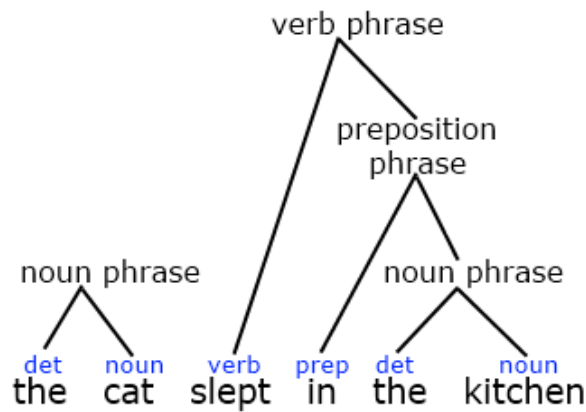 verb phrase
preposition
phrase
noun phrase noun phrase
det noun verb prep det noun
the cat slept in the kitchen